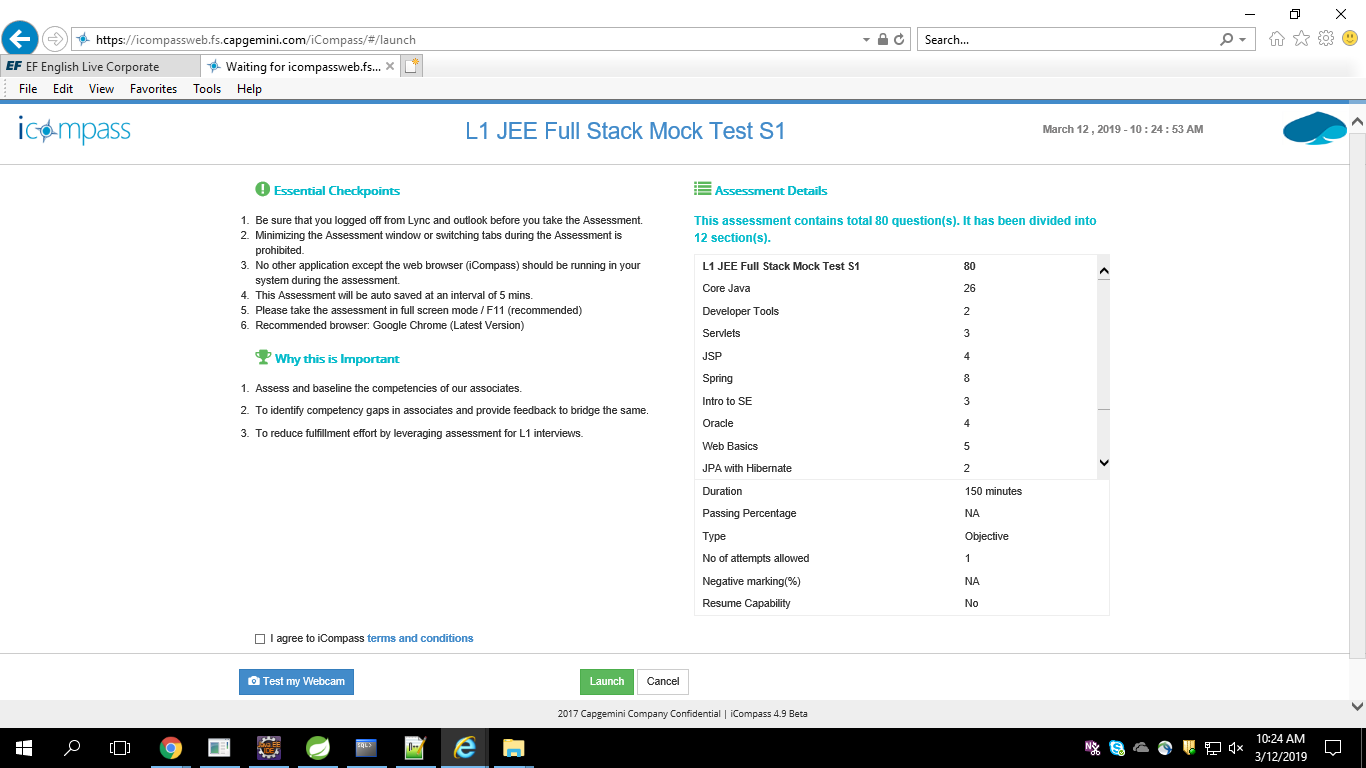 https://icompassweb.fs.capgemini.com/iCompass/#/launch
Search...
EF EF English Live Corporate
Waiting for icompassweb.fs...
File Edit View Favorites Tools Help
icompass
L1 JEE Full Stack Mock Test S1
March 12 , 2019 - 10 : 24 : 53 AM
Essential Checkpoints
1. Be sure that you logged off from Lync and outlook before you take the Assessment.
2. Minimizing the Assessment window or switching tabs during the Assessment is
prohibited.
3. No other application except the web browser (iCompass) should be running in your
system during the assessment.
4. This Assessment will be auto saved at an interval of 5 mins.
5. Please take the assessment in full screen mode / F11 (recommended)
6. Recommended browser: Google Chrome (Latest Version)
Why this is Important
1. Assess and baseline the competencies of our associates.
2. To identify competency gaps in associates and provide feedback to bridge the same.
3. To reduce fulfillment effort by leveraging assessment for L1 interviews.
Assessment Details
This assessment contains total 80 question(s). It has been divided into
12 section(s).
L1 JEE Full Stack Mock Test S1 80
Core Java 26
Developer Tools 2
Servlets 3
JSP 4
Spring 8
Intro to SE 3
Oracle 4
Web Basics 5
JPA with Hibernate 2
Duration 150 minutes
Passing Percentage NA
Type Objective
No of attempts allowed 1
Negative marking(%) NA
Resume Capability No
I agree to iCompass terms and conditions
Test my Webcam
Launch
Cancel
2017 Capgemini Company Confidential | iCompass 4.9 Beta
10:24 AM
3/12/2019